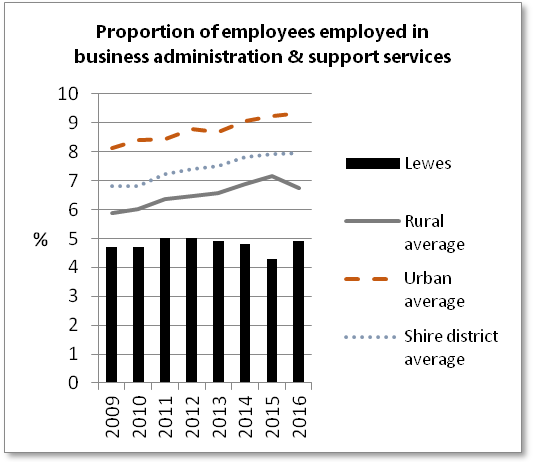 Proportion of employees employed in
business administration & support services
10
9
8
7
6
5
4
3
2
1
0
%
2009
2010
2011
2012
2013
2014
2015
2016
Lewes
Rural
average
Urban
average
Shire district
average